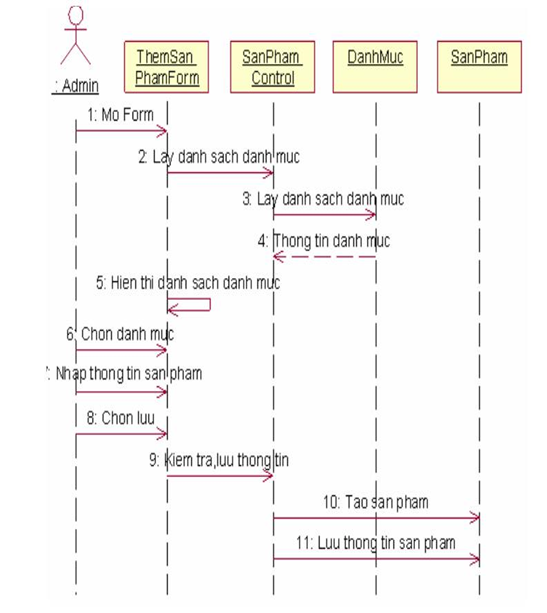 : Admin
ThemSan
PhamForm
SanPham
Control
DanhMuc
SanPham
1: Mo Form
2: Lay danh sach danh muc
3: Lay danh sach danh muc
4: Thong tin danh muc
5: Hien thi danh sach danh muc
6: Chon danh muc
7: Nhap thong tin san pham
8: Chon luu
9: Kiem tra,luu thong tin
10: Tao san pham
11: Luu thong tin san pham